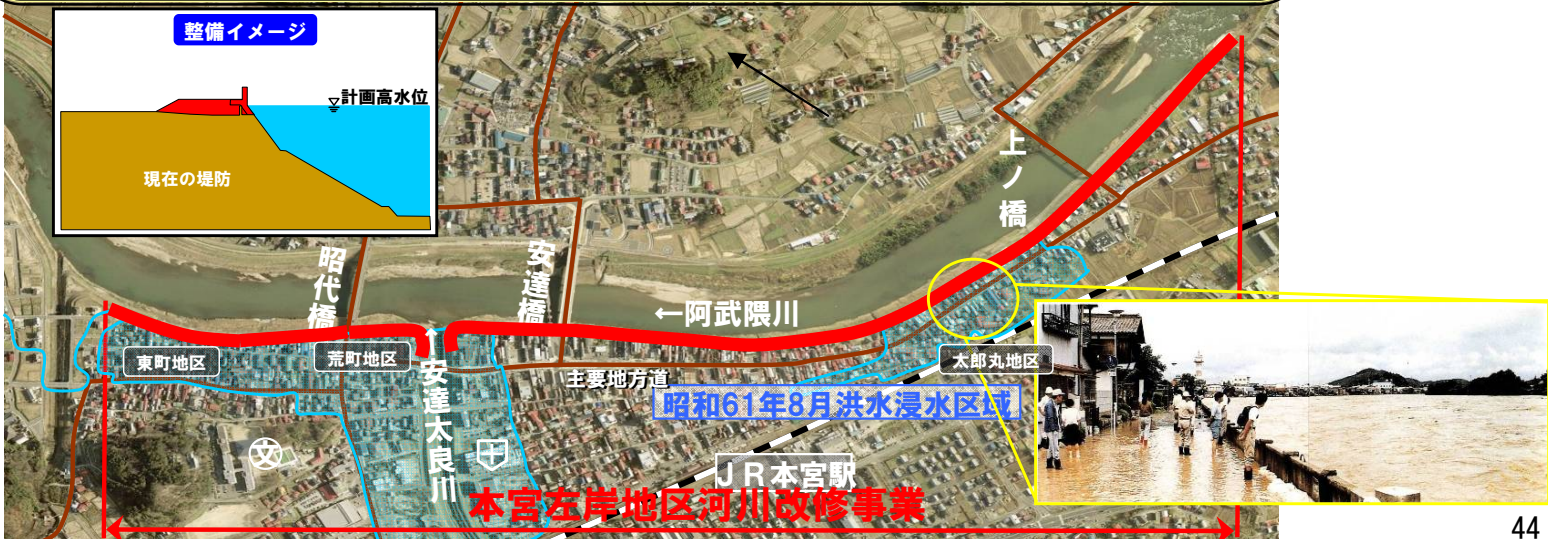 整備イメージ
▽計画高水位
現在の堤防
上ノ橋
昭代橋
安達橋
←阿武隈川
東町地区
荒町地区
太郎丸地区
主要地方道
昭和61年8月洪水浸水区域
↑安達太良川
文
JR本宮駅
本宮左岸地区河川改修事業
44